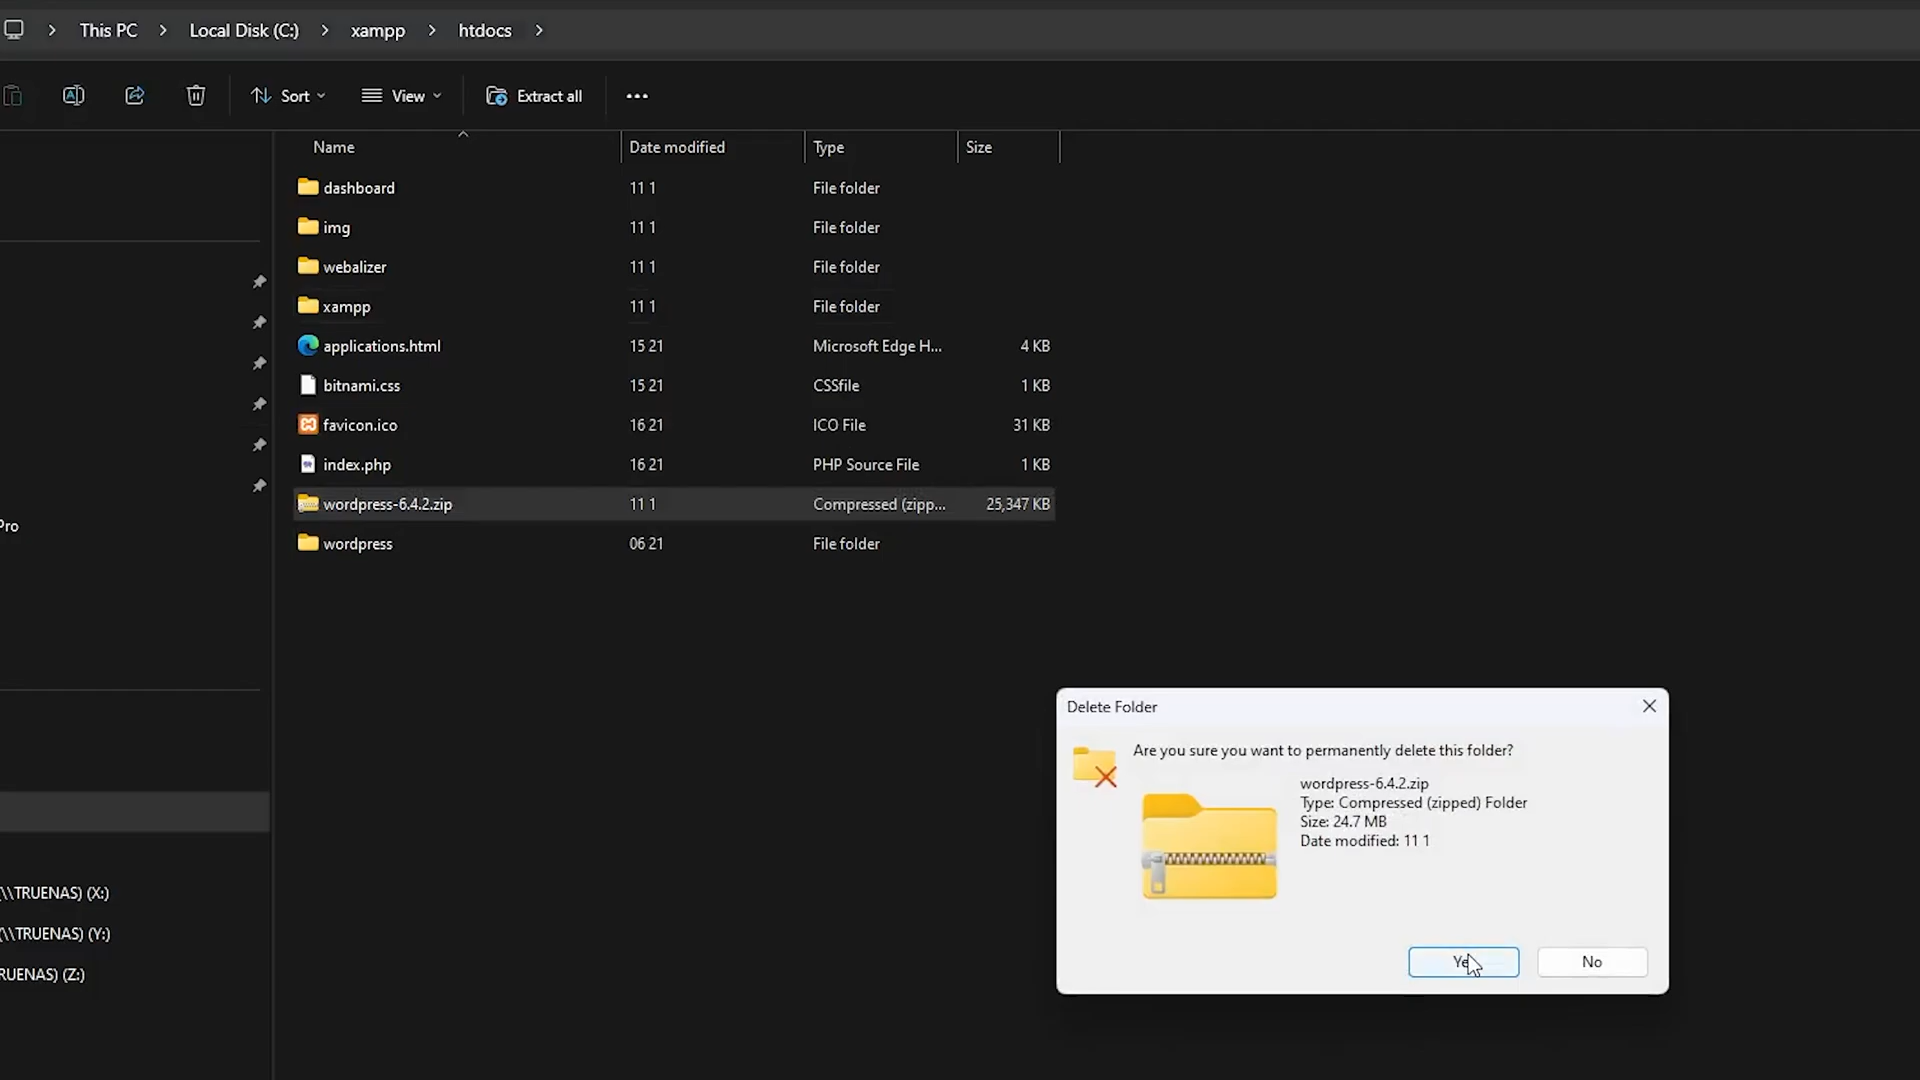 This PC > Local Disk (C:) > xampp > htdocs >
Sort View Extract all
Name Date modified Type Size
dashboard 11 1 File folder
img 11 1 File folder
webalizer 11 1 File folder
xampp 11 1 File folder
applications.html 15 21 Microsoft Edge H... 4 KB
bitnami.css 15 21 CSSfile 1 KB
favicon.ico 16 21 ICO File 31 KB
index.php 16 21 PHP Source File 1 KB
wordpress-6.4.2.zip 11 1 Compressed (zipp... 25,347 KB
Pro
wordpress 06 21 File folder
Delete Folder
Are you sure you want to permanently delete this folder?
wordpress-6.4.2.zip
Type: Compressed (zipped) Folder
Size: 24.7 MB
Date modified: 11 1
(\\TRUENAS) (X:)
(\\TRUENAS) (Y:)
RUENAS) (Z:)
Ye No